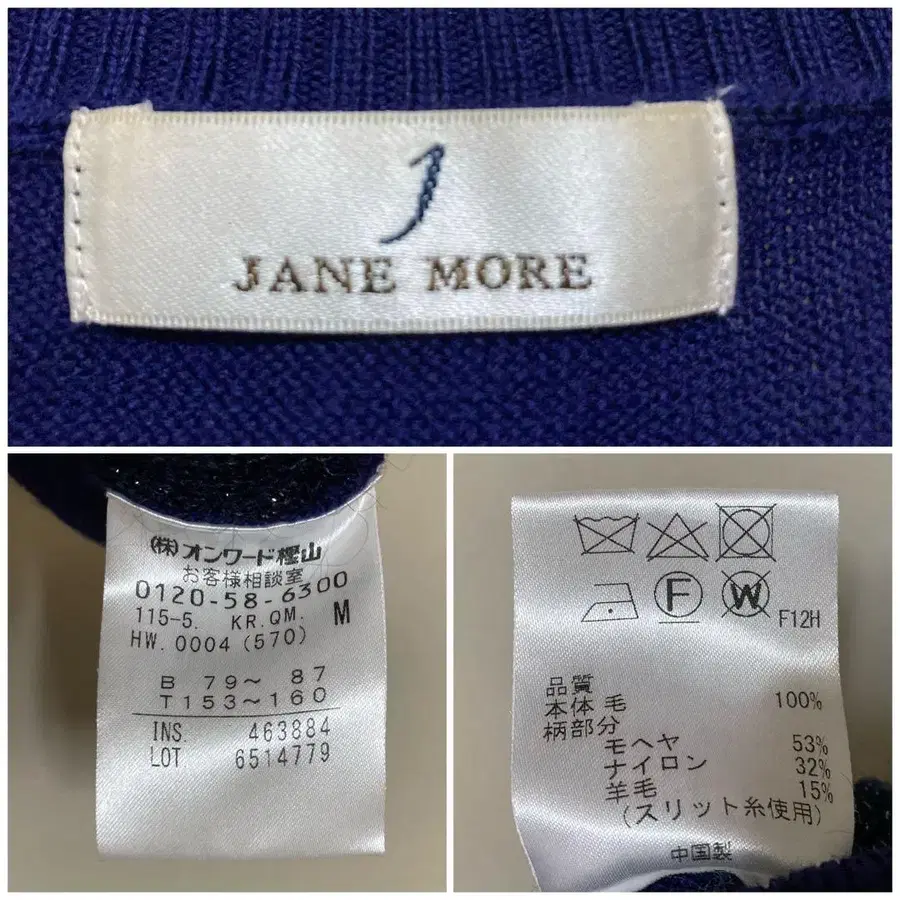 J
JANE MORE
(株)オンワード樫山
お客様相談室
0120-58-6300
115-5. KR.QM. M
HW.0004(570)
B 79〜 87
T153〜160
INS. 463884
LOT 6514779
F W F12H
品質
本体 毛 100%
柄部分
モヘヤ 53%
ナイロン 32%
羊毛 15%
(スリット糸使用)
中国製